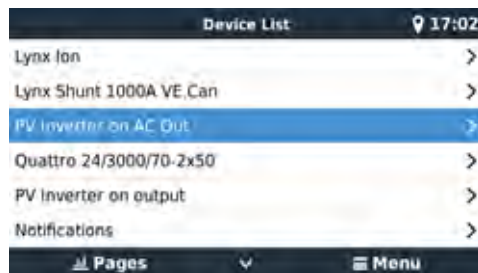 Device List 17:02
Lynx Ion
Lynx Shunt 1000A VE.Can
PV Inverter on AC Out
Quattro 24/3000/70-2x50
PV Inverter on output
Notifications
Pages Menu